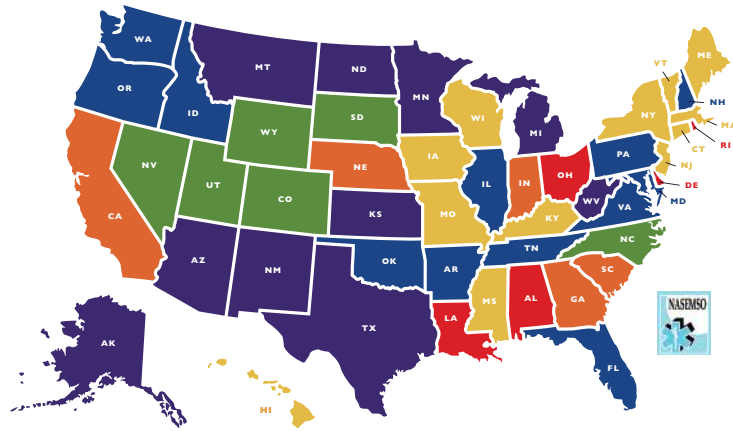 WA
OR
ID
MT
ND
MN
WI
MI
ME
VT
NH
NY
MA
RI
CT
NJ
PA
DE
MD
SD
WY
NE
IA
IL
IN
OH
WV
VA
NV
UT
CO
KS
MO
KY
CA
AZ
NM
OK
AR
TN
NC
SC
TX
LA
MS
AL
GA
FL
AK
HI
NASEMSO